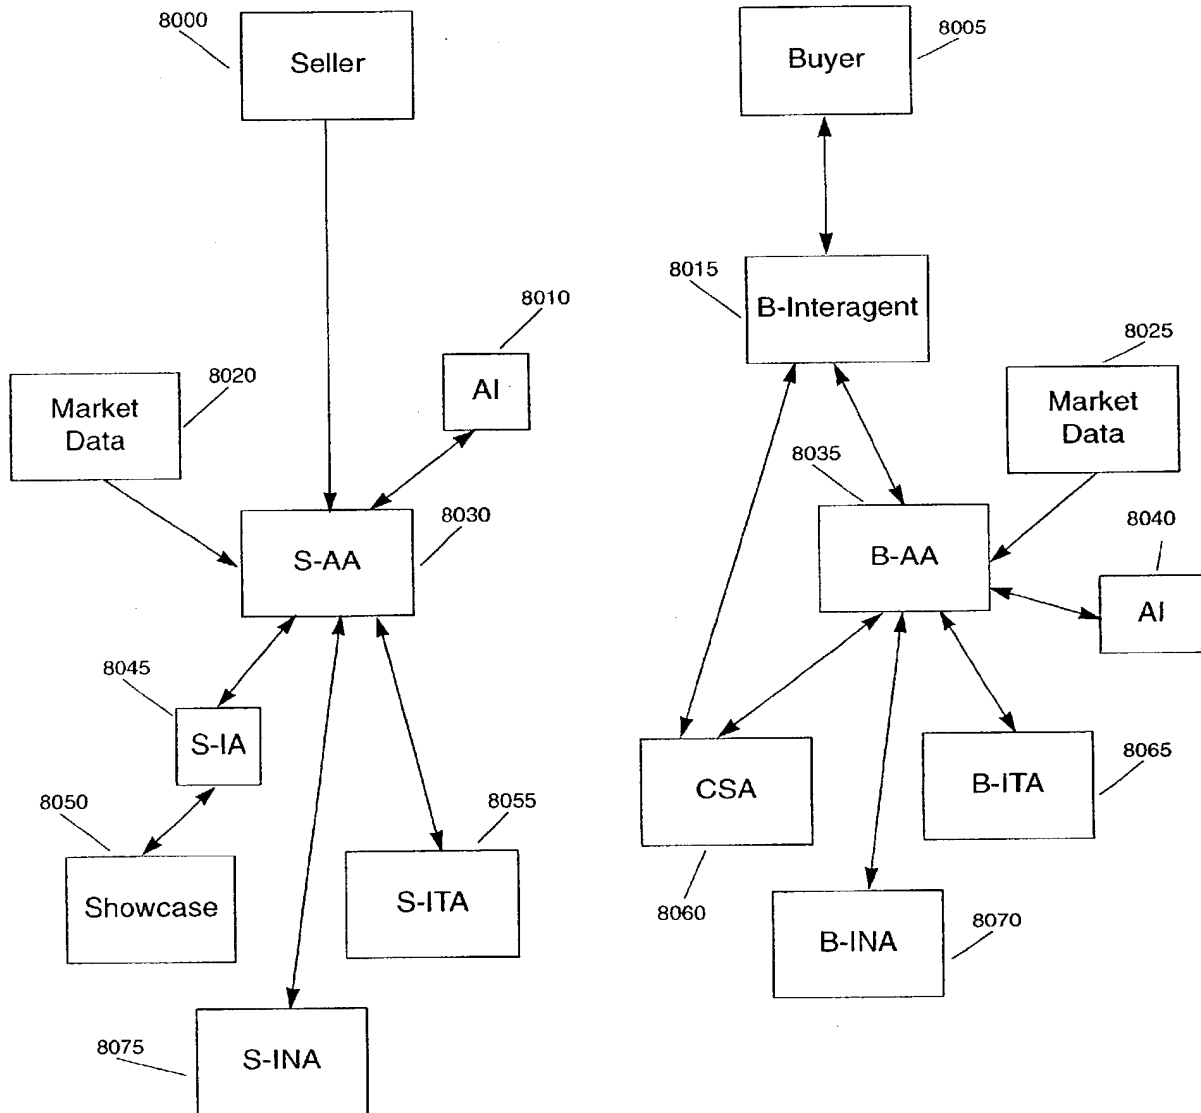 8000
Seller
Buyer
8005
8015
B-Interagent
8010
AI
8020
Market
Data
8025
Market
Data
8035
8030
S-AA
B-AA
8040
AI
8045
S-IA
8050
Showcase
8055
S-ITA
CSA
8060
B-ITA
8065
B-INA
8070
8075
S-INA